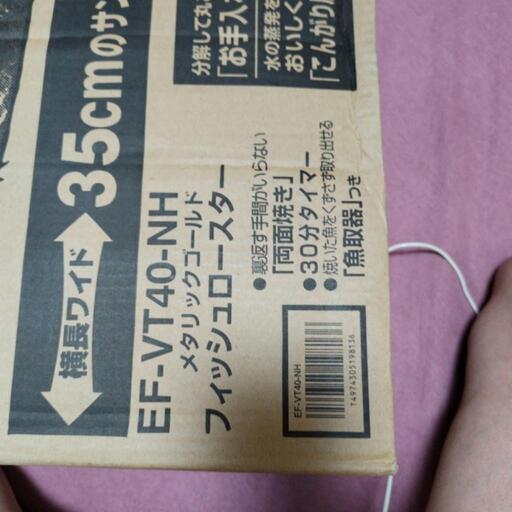 横長ワイド
35cmのサン
EF-VT40-NH
メタリックゴールド
フィッシュロースター
分解して丸
「お手入
水の蒸発を
おいしく
「こんがり
●裏返す手間がいらない
「両面焼き」
●30分タイマー
●焼いた魚をくずさず取り出せる
「魚取器」つき
EF-VT40-NH
T4974305198136